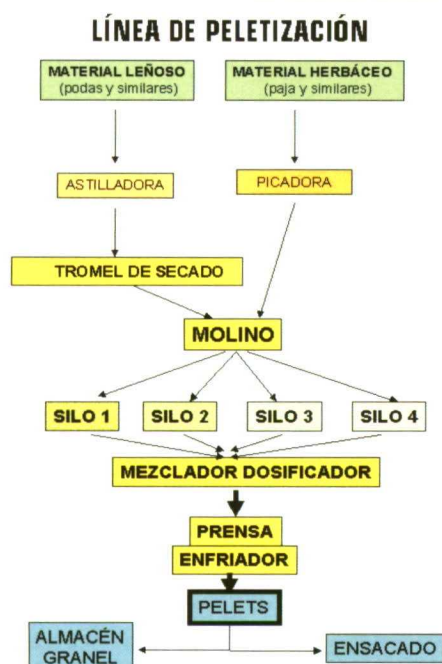 LÍNEA DE PELETIZACIÓN
MATERIAL LEÑOSO
(podas y similares)
MATERIAL HERBÁCEO
(paja y similares)
ASTILLADORA
PICADORA
TROMEL DE SECADO
MOLINO
SILO 1
SILO 2
SILO 3
SILO 4
MEZCLADOR DOSIFICADOR
PRENSA
ENFRIADOR
PELETS
ALMACÉN
GRANEL
ENSACADO